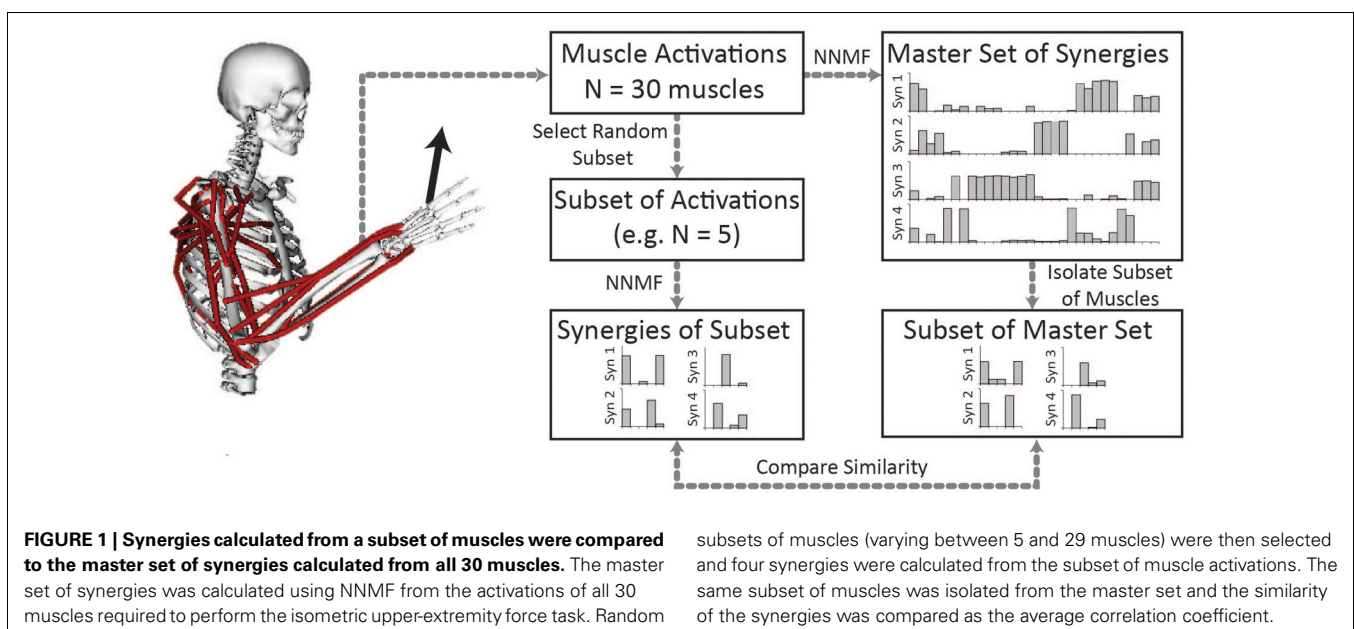 Muscle Activations
N = 30 muscles
NNMF
Master Set of Synergies
Syn 1
Syn 2
Syn 3
Syn 4
Select Random
Subset
Subset of Activations
(e.g. N = 5)
NNMF
Isolate Subset
of Muscles
Synergies of Subset
Syn 1
Syn 3
Syn 2
Syn 4
Subset of Master Set
Syn 1
Syn 3
Syn 2
Syn 4
Compare Similarity
FIGURE 1 | Synergies calculated from a subset of muscles were compared
to the master set of synergies calculated from all 30 muscles. The master
set of synergies was calculated using NNMF from the activations of all 30
muscles required to perform the isometric upper-extremity force task. Random
subsets of muscles (varying between 5 and 29 muscles) were then selected
and four synergies were calculated from the subset of muscle activations. The
same subset of muscles was isolated from the master set and the similarity
of the synergies was compared as the average correlation coefficient.